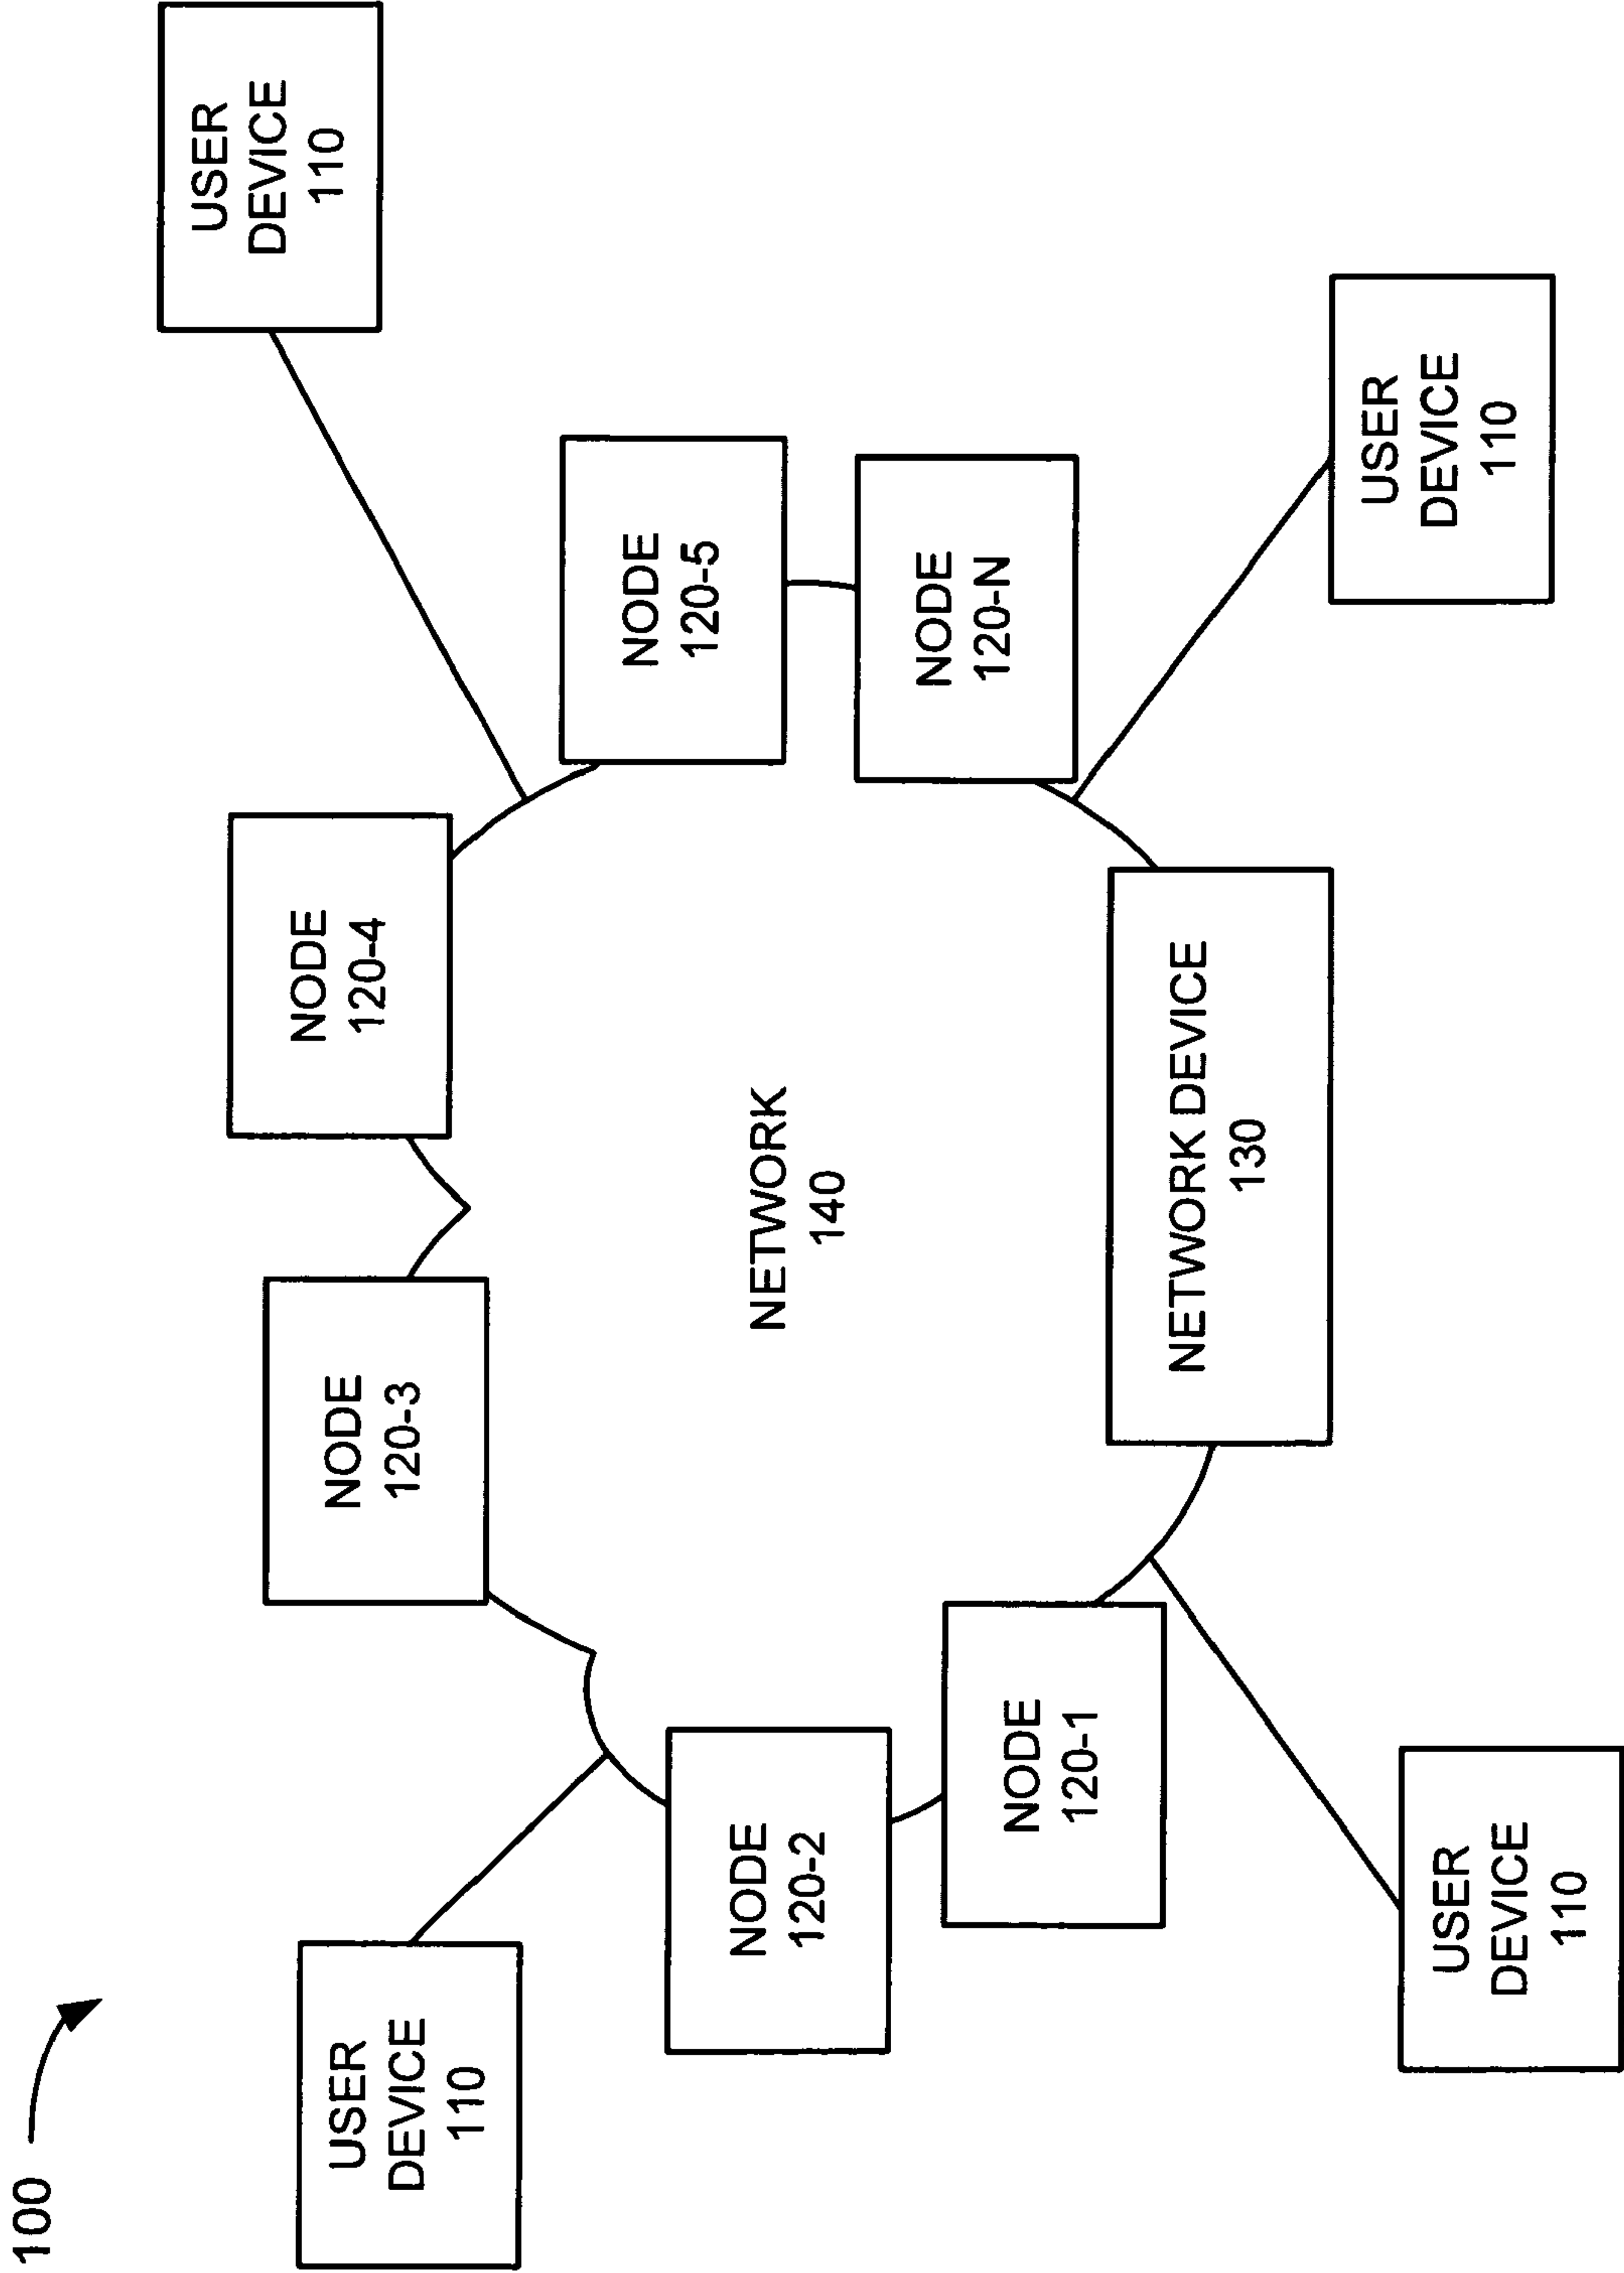 100
USER
DEVICE
110
USER
DEVICE
110
NODE
120-3
NODE
120-4
NODE
120-2
NODE
120-5
NETWORK
140
NODE
120-1
NODE
120-N
NETWORK DEVICE
130
USER
DEVICE
110
USER
DEVICE
110